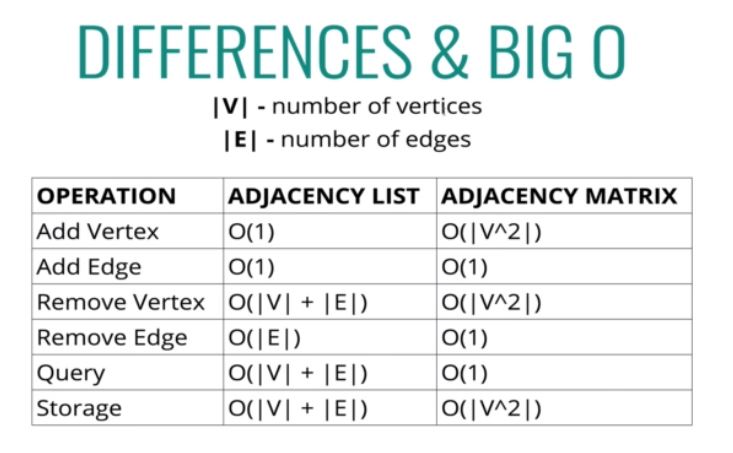 DIFFERENCES & BIG O
|V| - number of vertices
|E| - number of edges
OPERATION ADJACENCY LIST ADJACENCY MATRIX
Add Vertex O(1) O(|V^2|)
Add Edge O(1) O(1)
Remove Vertex O(|V| + |E|) O(|V^2|)
Remove Edge O(|E|) O(1)
Query O(|V| + |E|) O(1)
Storage O(|V| + |E|) O(|V^2|)